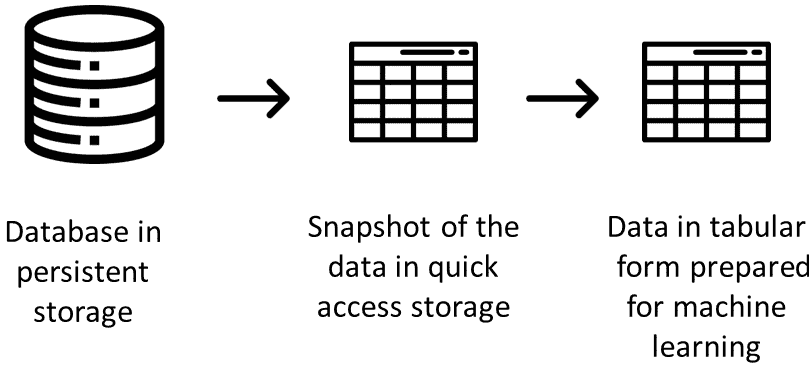 Database in
persistent
storage
Snapshot of the
data in quick
access storage
Data in tabular
form prepared
for machine
learning